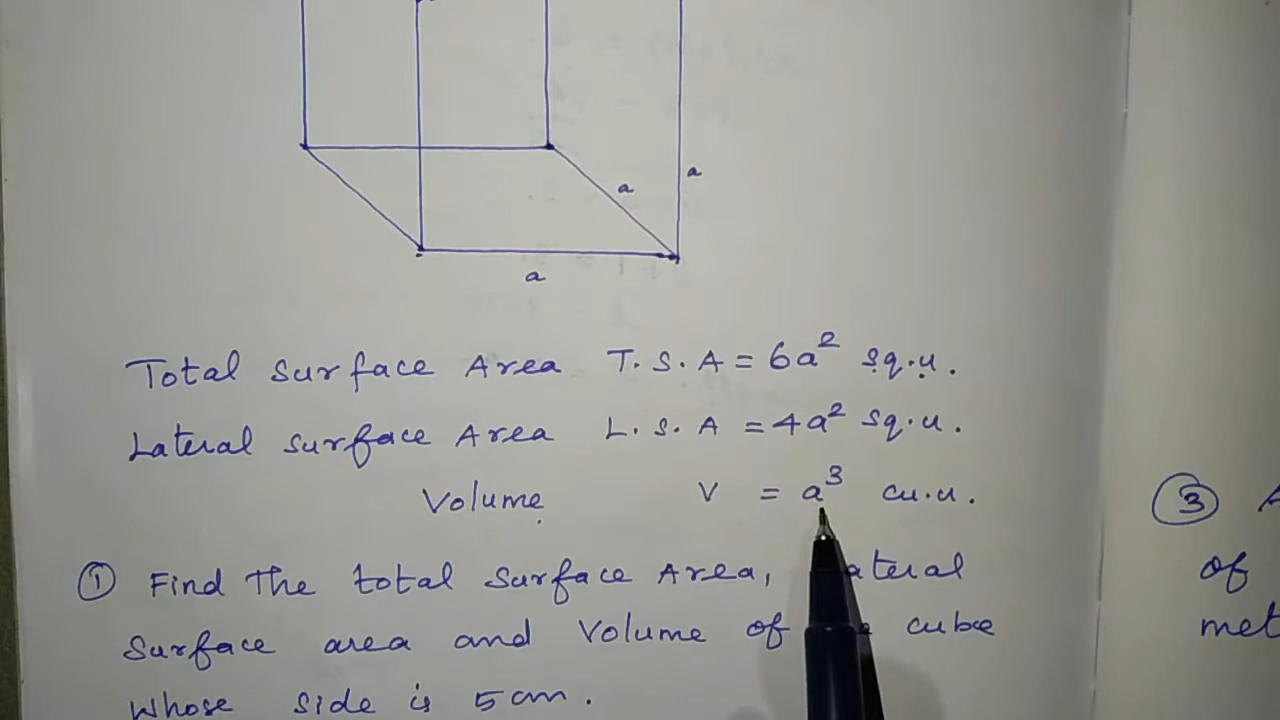 a
a
a
Total Surface Area T.S.A = 6a² sq.u.
Lateral Surface Area L.S.A = 4a² sq.u.
Volume V = a³ cu.u.
① Find the total Surface Area,
Surface area and Volume of cube
whose side is 5cm.
③
of